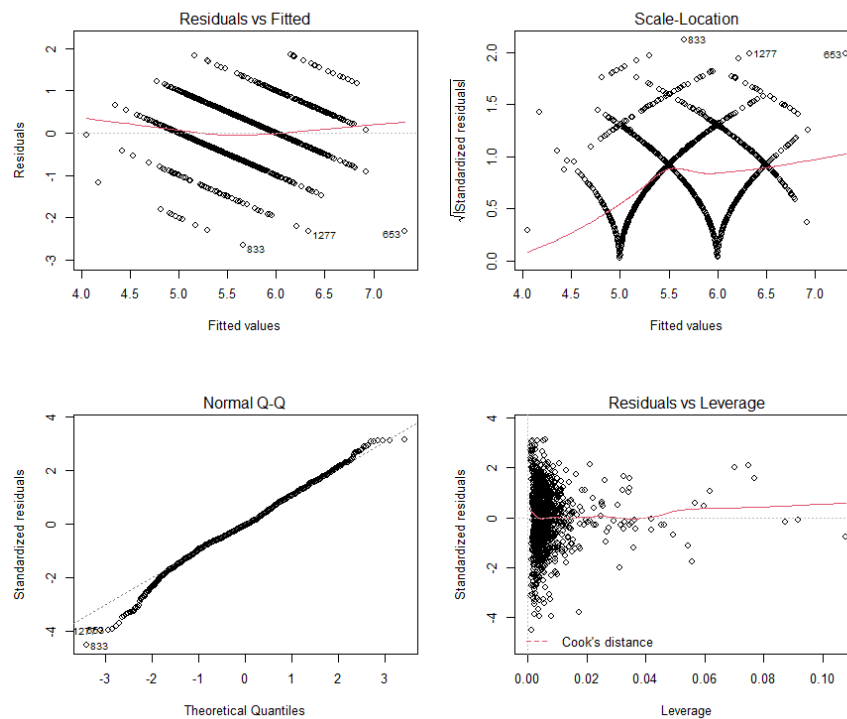 Residuals vs Fitted
Residuals
2
1
0
-1
-2
-3
833
1277
653
4.0 4.5 5.0 5.5 6.0 6.5 7.0
Fitted values
Scale-Location
√|Standardized residuals|
2.0
1.5
1.0
0.5
0.0
833
1277
653
4.0 4.5 5.0 5.5 6.0 6.5 7.0
Fitted values
Normal Q-Q
Standardized residuals
4
2
0
-2
-4
1277
653
833
-3 -2 -1 0 1 2 3
Theoretical Quantiles
Residuals vs Leverage
Standardized residuals
4
2
0
-2
-4
Cook's distance
0.00 0.02 0.04 0.06 0.08 0.10
Leverage